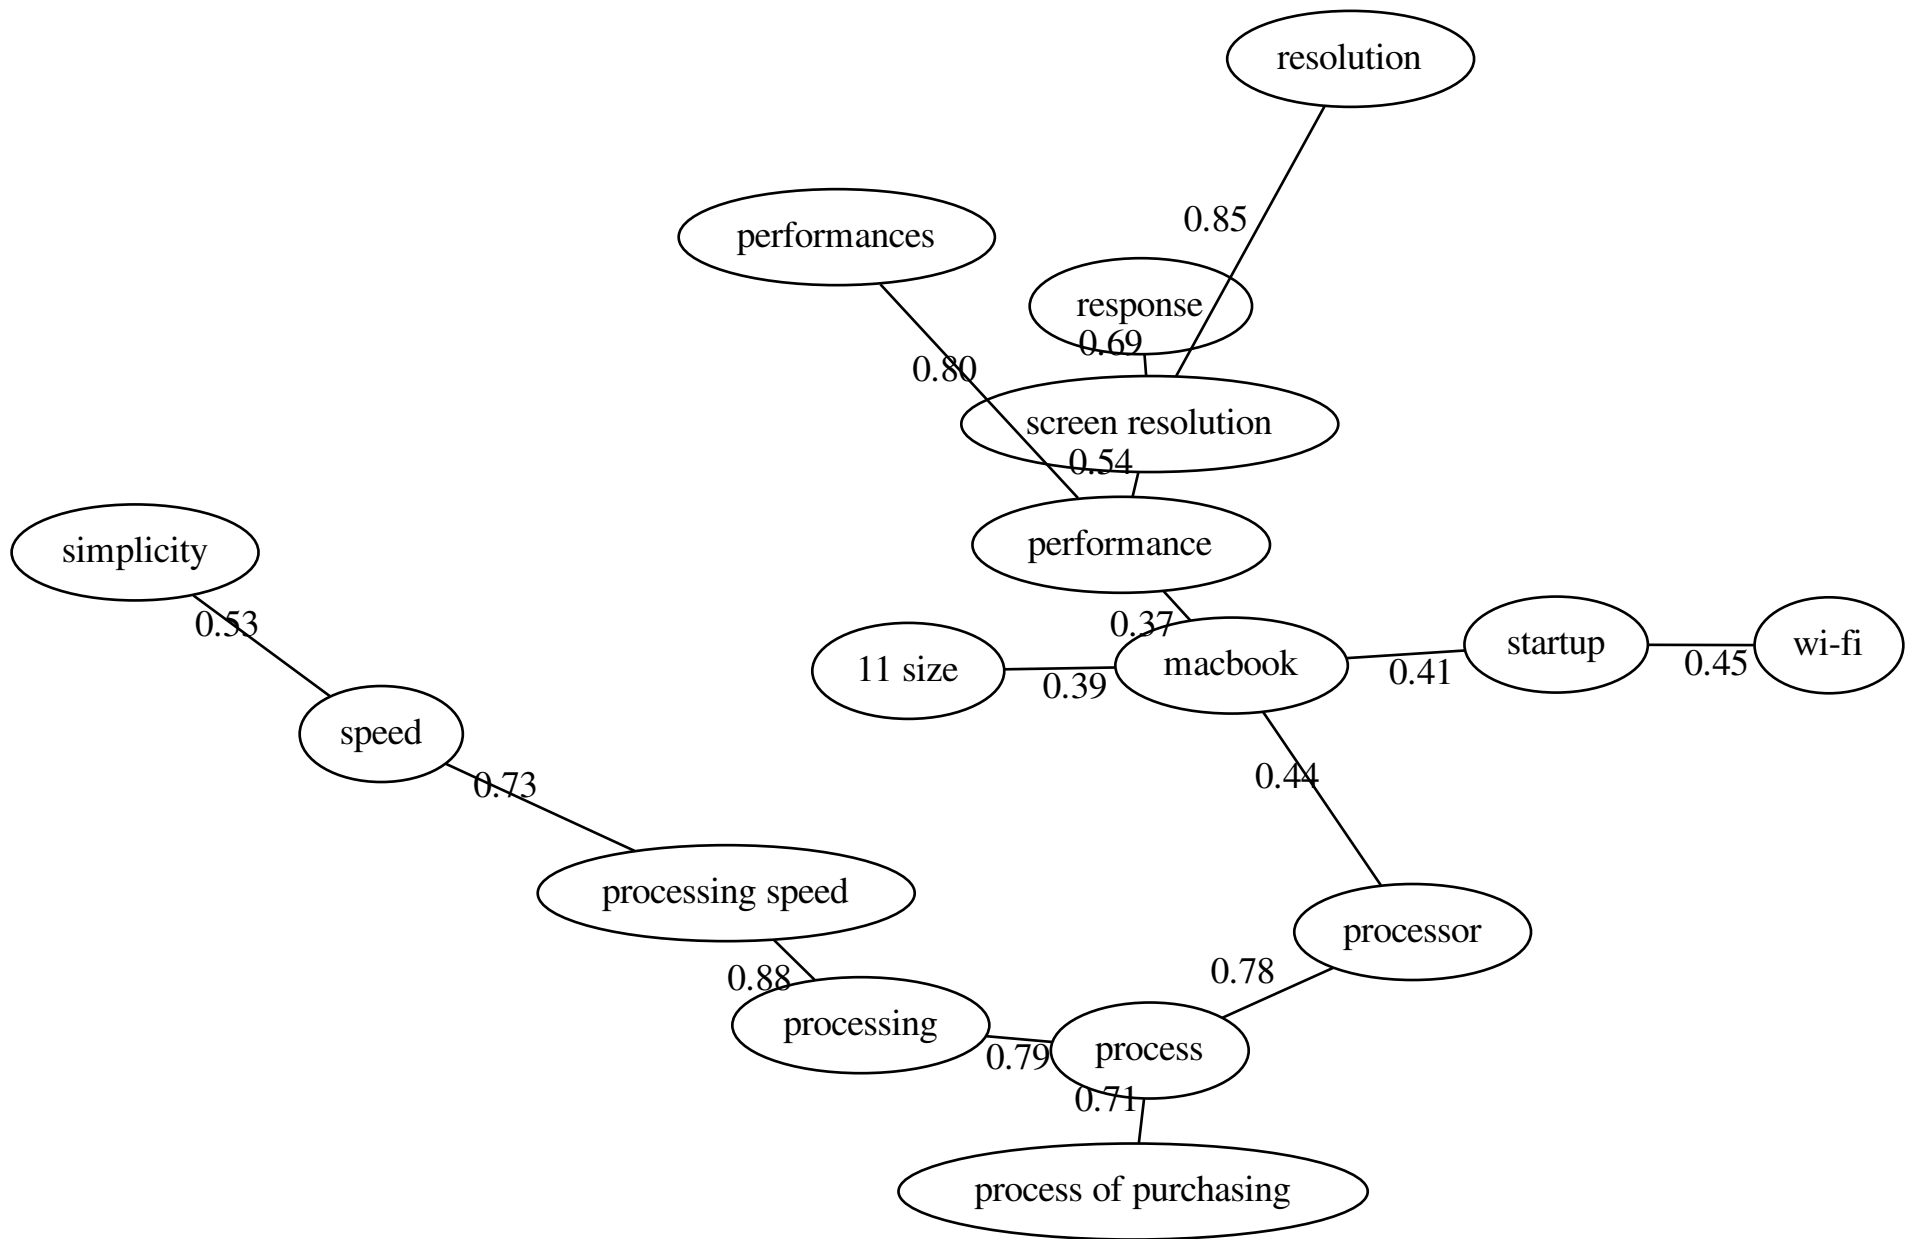 resolution
0.85
performances
response
0.69
0.80
screen resolution
0.54
performance
simplicity
0.53
0.37
11 size
0.39
macbook
0.41
startup
0.45
wi-fi
speed
0.73
0.44
processing speed
0.88
processor
0.78
processing
0.79
process
0.71
process of purchasing